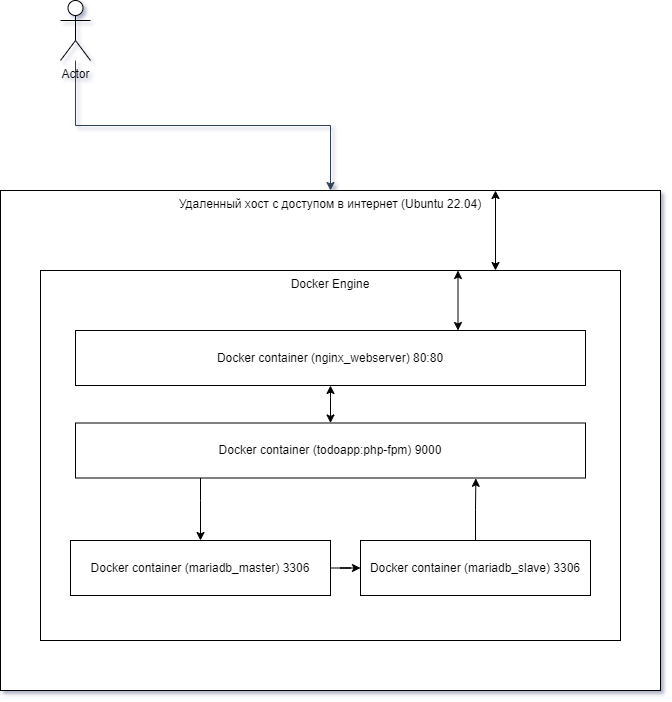 Actor
Удаленный хост с доступом в интернет (Ubuntu 22.04)
Docker Engine
Docker container (nginx_webserver) 80:80
Docker container (todoapp:php-fpm) 9000
Docker container (mariadb_master) 3306
Docker container (mariadb_slave) 3306